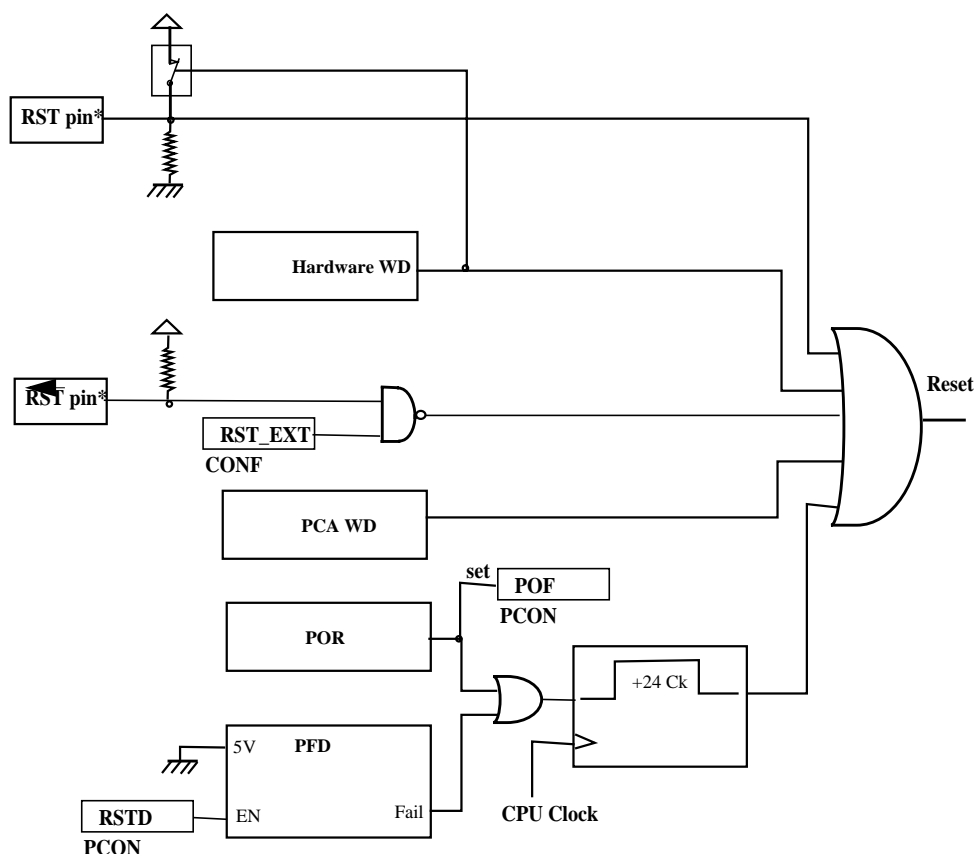 RST pin*
Hardware WD
RST pin*
RST_EXT
CONF
Reset
PCA WD
set
POF
PCON
POR
+24 Ck
5V
PFD
EN
Fail
RSTD
PCON
CPU Clock